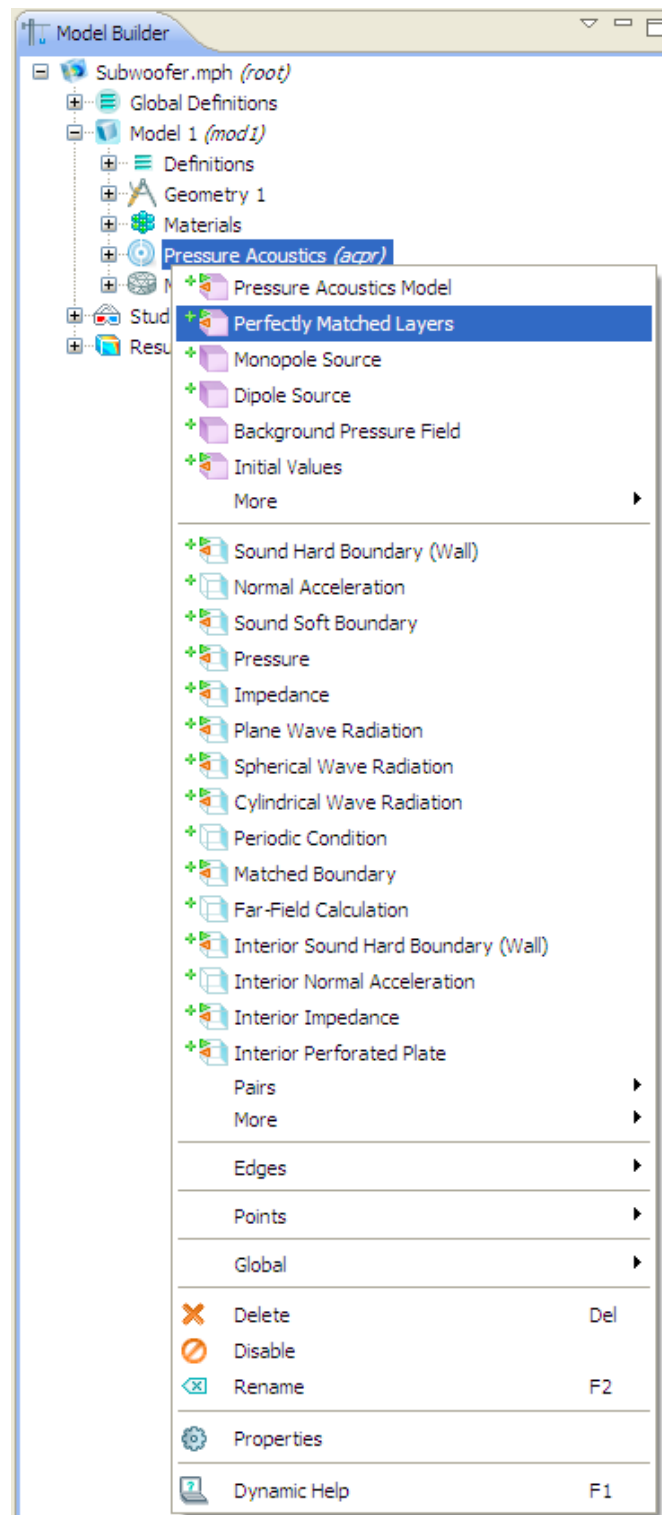 Model Builder
Subwoofer.mph (root)
Global Definitions
Model 1 (mod1)
Definitions
Geometry 1
Materials
Pressure Acoustics (acpr)
M
Pressure Acoustics Model
Stud
Perfectly Matched Layers
Resu
Monopole Source
Dipole Source
Background Pressure Field
Initial Values
More
Sound Hard Boundary (Wall)
Normal Acceleration
Sound Soft Boundary
Pressure
Impedance
Plane Wave Radiation
Spherical Wave Radiation
Cylindrical Wave Radiation
Periodic Condition
Matched Boundary
Far-Field Calculation
Interior Sound Hard Boundary (Wall)
Interior Normal Acceleration
Interior Impedance
Interior Perforated Plate
Pairs
More
Edges
Points
Global
Delete Del
Disable
Rename F2
Properties
Dynamic Help F1